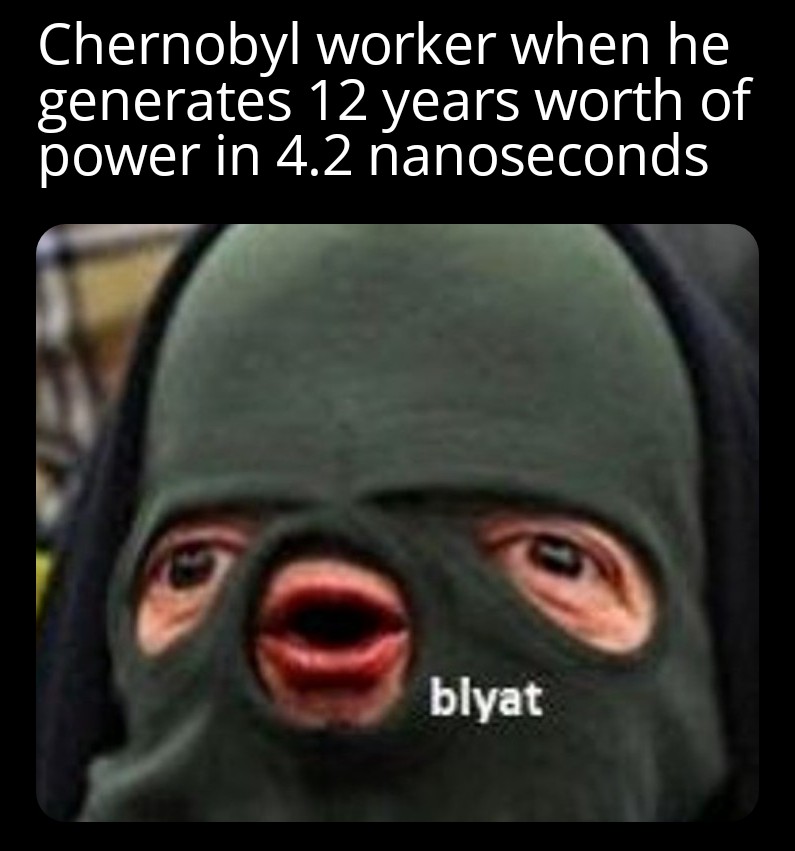 Chernobyl worker when he
generates 12 years worth of
power in 4.2 nanoseconds
blyat